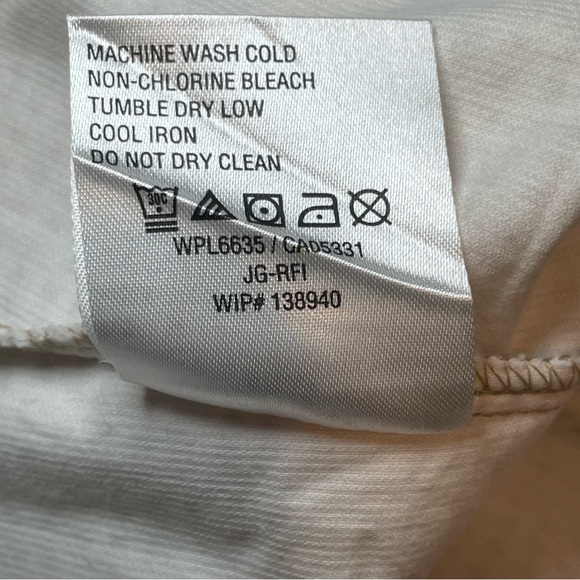 MACHINE WASH COLD
NON-CHLORINE BLEACH
TUMBLE DRY LOW
COOL IRON
DO NOT DRY CLEAN
30C
WPL6635 / CA05331
JG-RFI
WIP# 138940